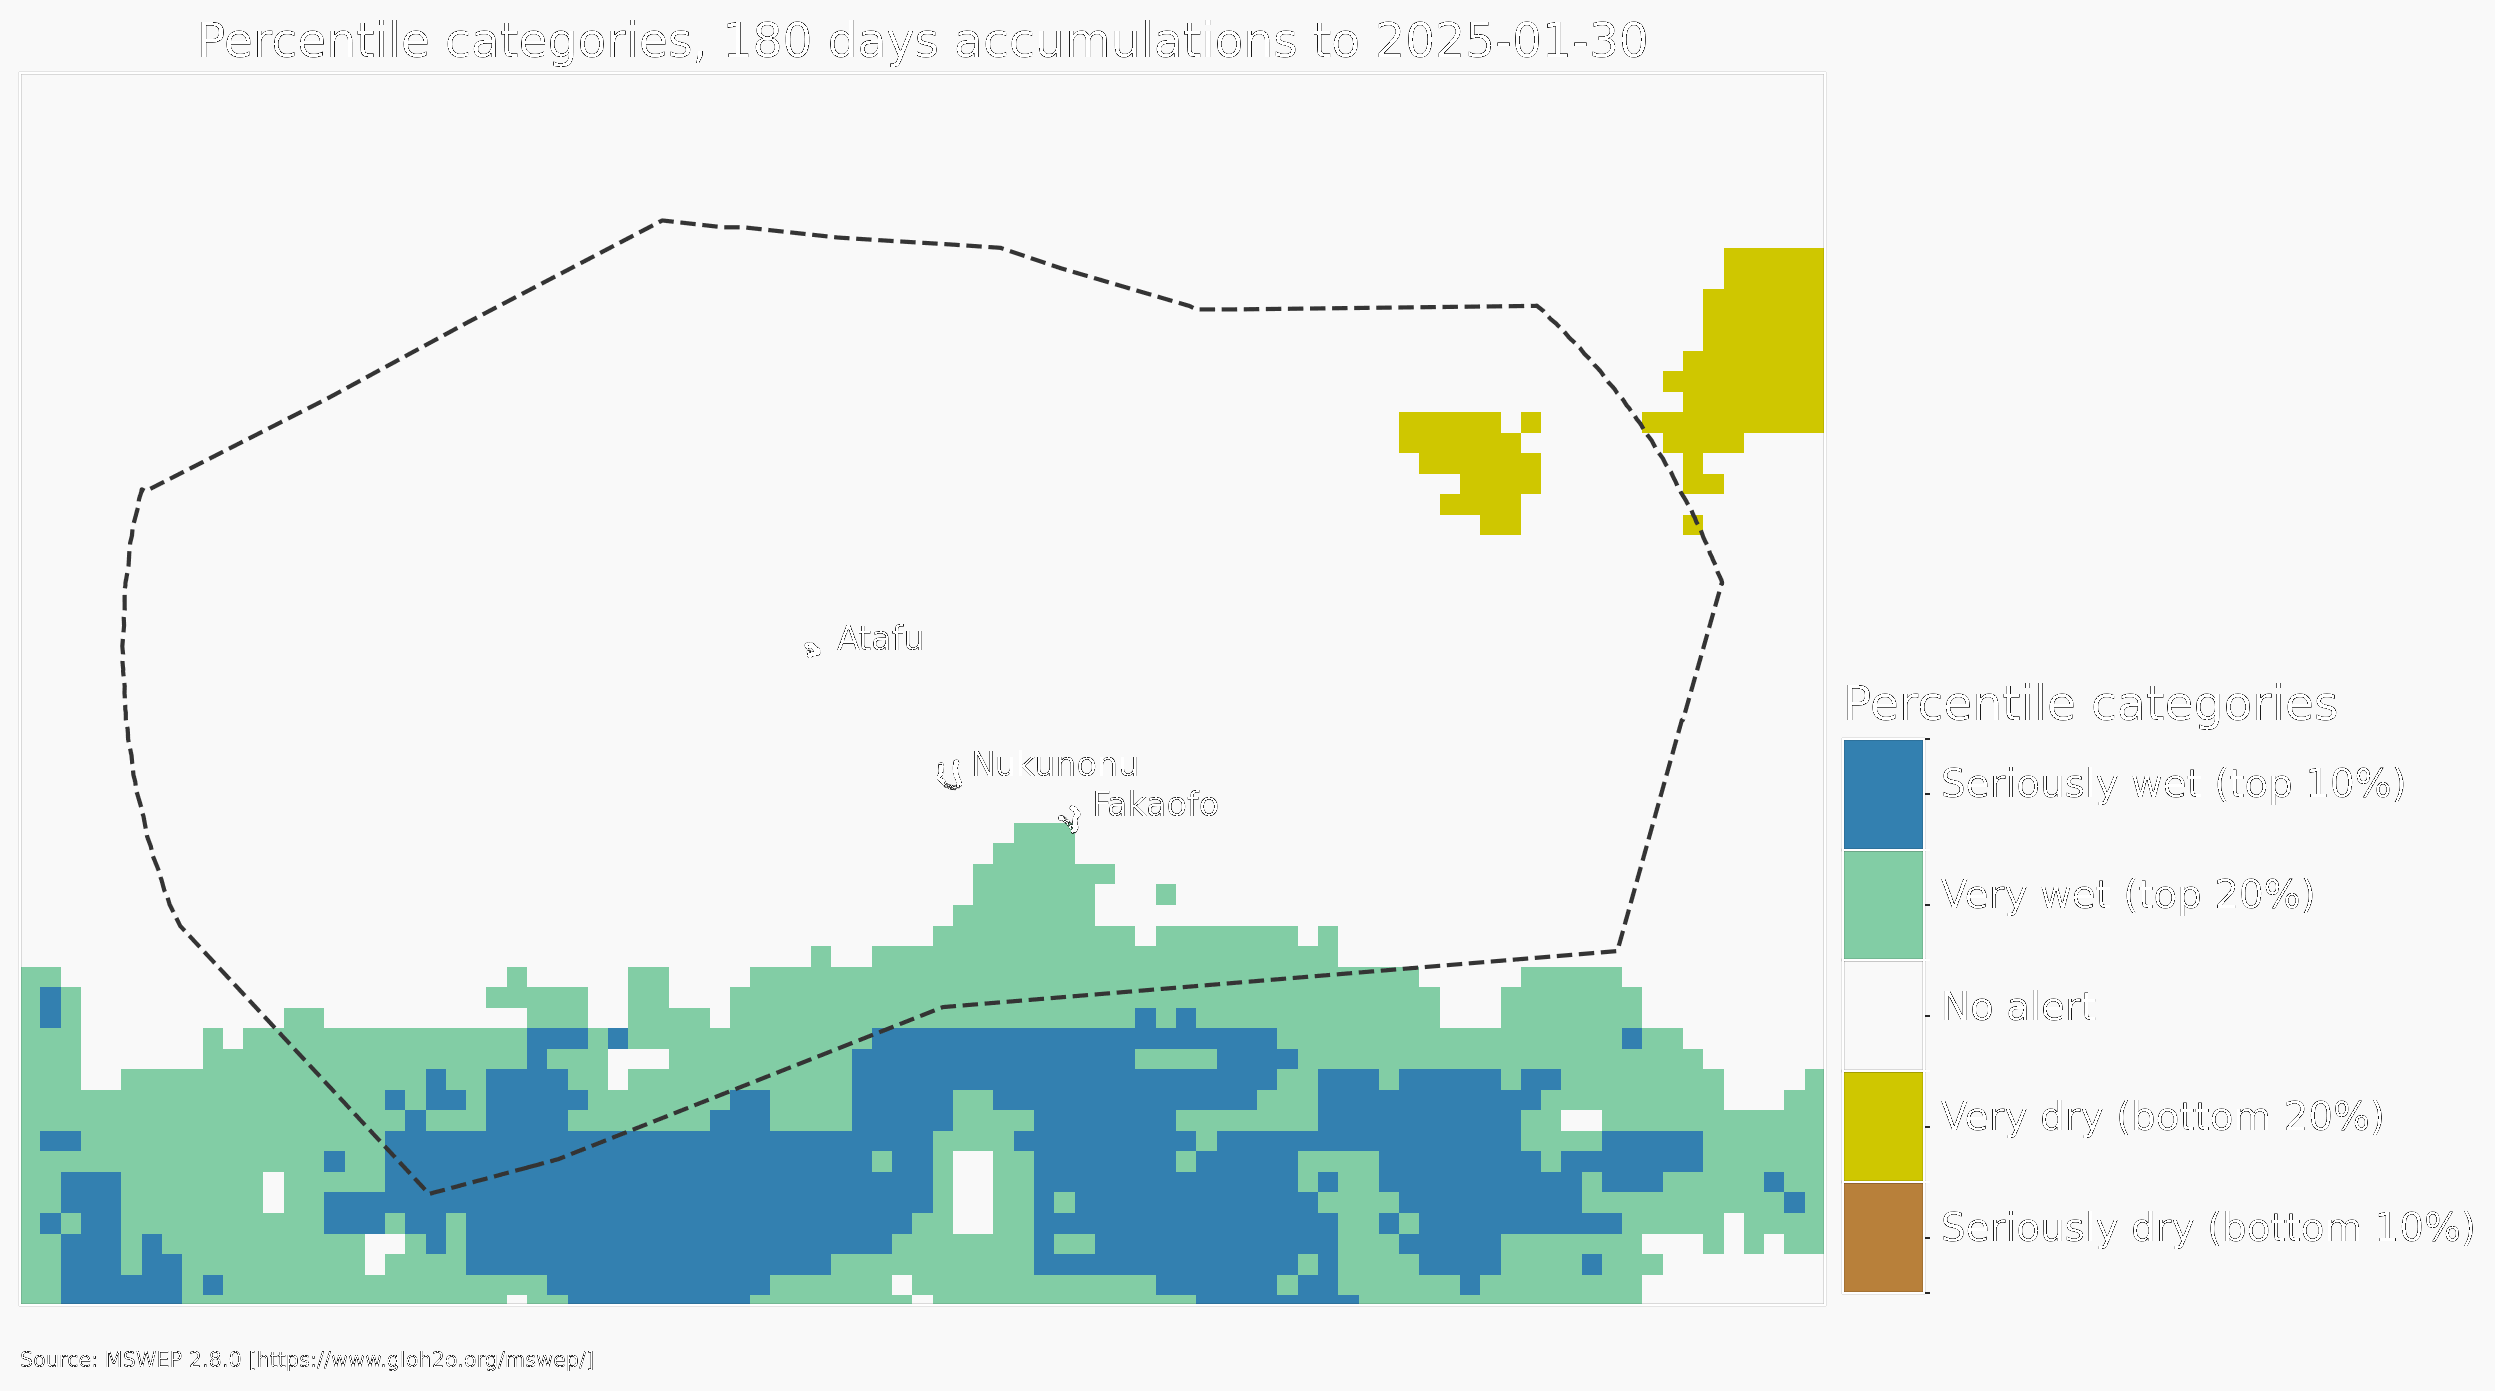 Percentile categories, 180 days accumulations to 2025-01-30
Atafu
Nukunonu
Fakaofo
Percentile categories
Seriously wet (top 10%)
Very wet (top 20%)
No alert
Very dry (bottom 20%)
Seriously dry (bottom 10%)
Source: MSWEP 2.8.0 [https://www.gloh2o.org/mswep/]